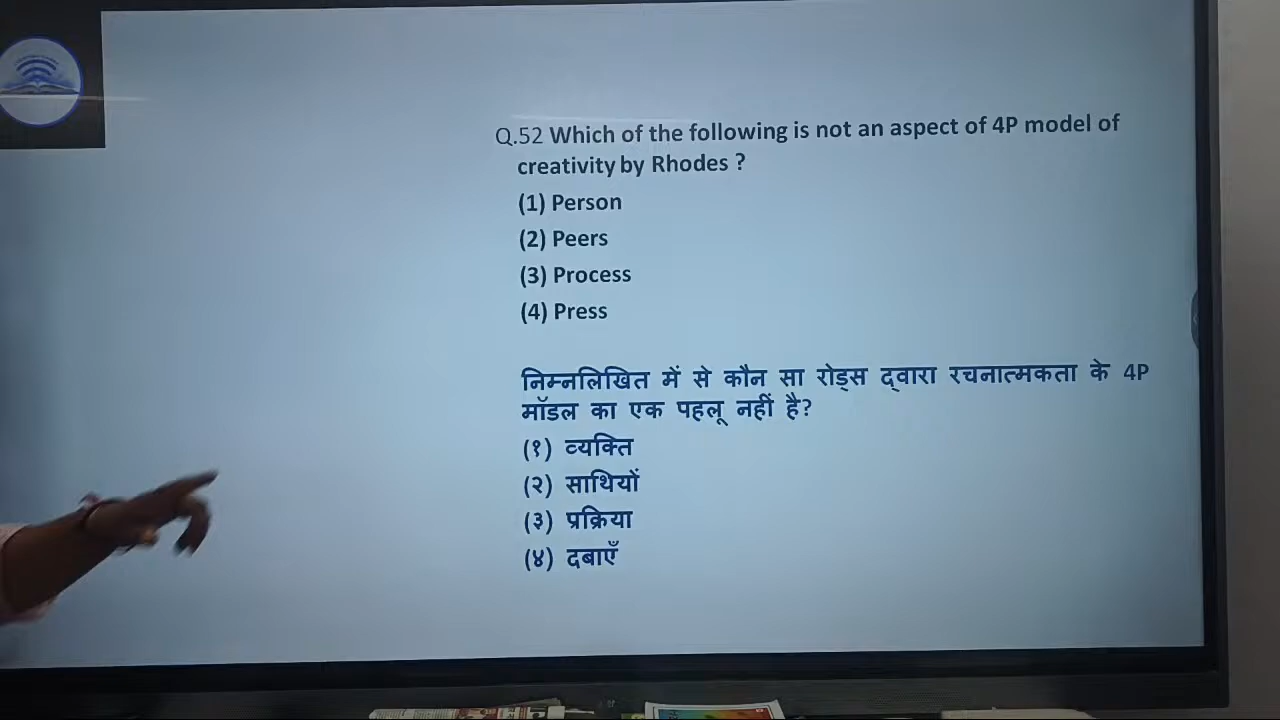 Q.52 Which of the following is not an aspect of 4P model of
creativity by Rhodes ?
(1) Person
(2) Peers
(3) Process
(4) Press
निम्नलिखित में से कौन सा रोड्स द्वारा रचनात्मकता के 4P
मॉडल का एक पहलू नहीं है?
(१) व्यक्ति
(२) साथियों
(३) प्रक्रिया
(४) दबाएँ